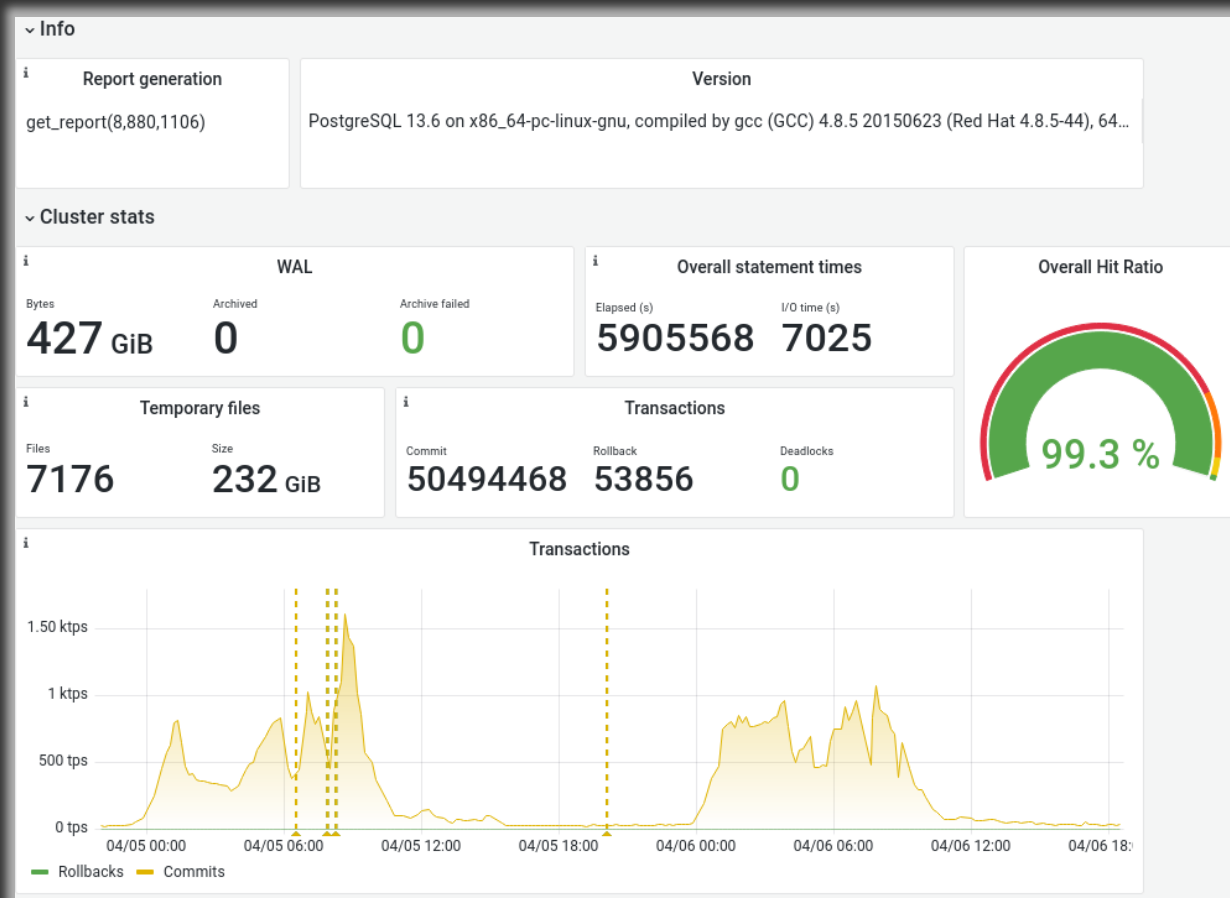 Info
Report generation
get_report(8,880,1106)
Version
PostgreSQL 13.6 on x86_64-pc-linux-gnu, compiled by gcc (GCC) 4.8.5 20150623 (Red Hat 4.8.5-44), 64...
Cluster stats
WAL
Bytes Archived Archive failed
427 GiB 0 0
Overall statement times
Elapsed (s) I/O time (s)
5905568 7025
Overall Hit Ratio
99.3 %
Temporary files
Files Size
7176 232 GiB
Transactions
Commit Rollback Deadlocks
50494468 53856 0
Transactions
1.50 ktps
1 ktps
500 tps
0 tps
04/05 00:00 04/05 06:00 04/05 12:00 04/05 18:00 04/06 00:00 04/06 06:00 04/06 12:00 04/06 18:
Rollbacks Commits